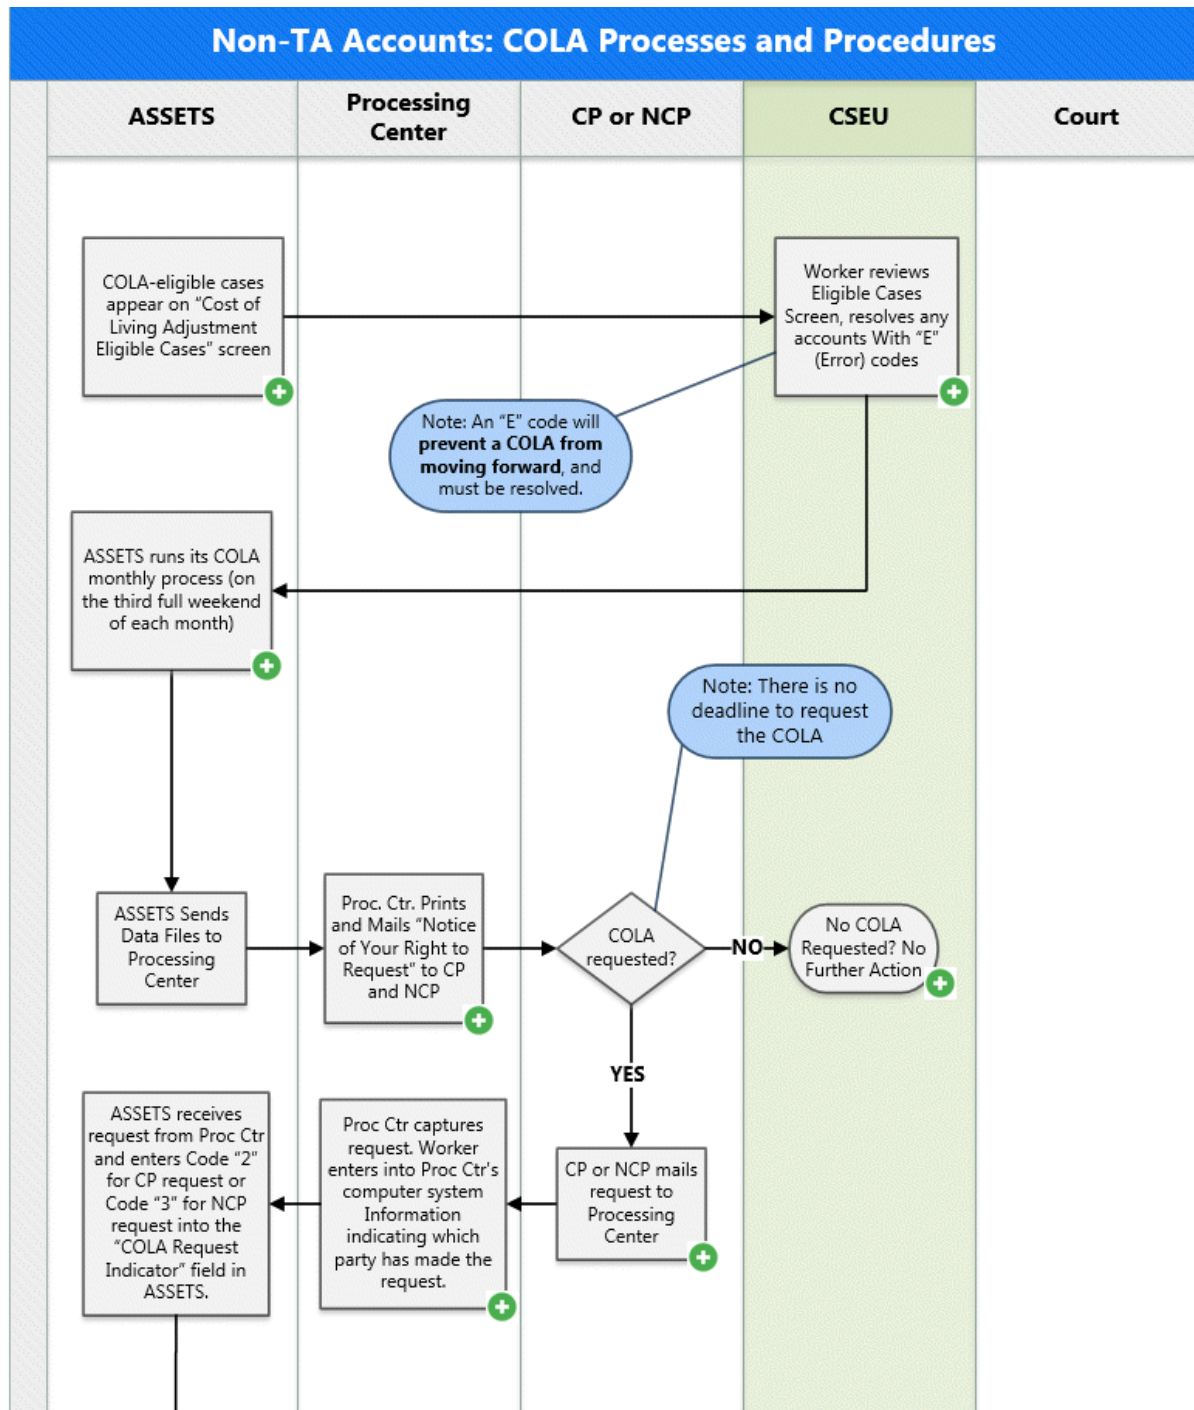 Non-TA Accounts: COLA Processes and Procedures
ASSETS
Processing
Center
CP or NCP
CSEU
Court
COLA-eligible cases
appear on “Cost of
Living Adjustment
Eligible Cases” screen
Worker reviews
Eligible Cases
Screen, resolves any
accounts With “E”
(Error) codes
Note: An “E” code will
prevent a COLA from
moving forward, and
must be resolved.
ASSETS runs its COLA
monthly process (on
the third full weekend
of each month)
Note: There is no
deadline to request
the COLA
ASSETS Sends
Data Files to
Processing
Center
Proc. Ctr. Prints
and Mails “Notice
of Your Right to
Request” to CP
and NCP
COLA
requested?
NO
No COLA
Requested? No
Further Action
YES
ASSETS receives
request from Proc Ctr
and enters Code “2”
for CP request or
Code “3” for NCP
request into the
“COLA Request
Indicator” field in
ASSETS.
Proc Ctr captures
request. Worker
enters into Proc Ctr's
computer system
Information
indicating which
party has made the
request.
CP or NCP mails
request to
Processing
Center